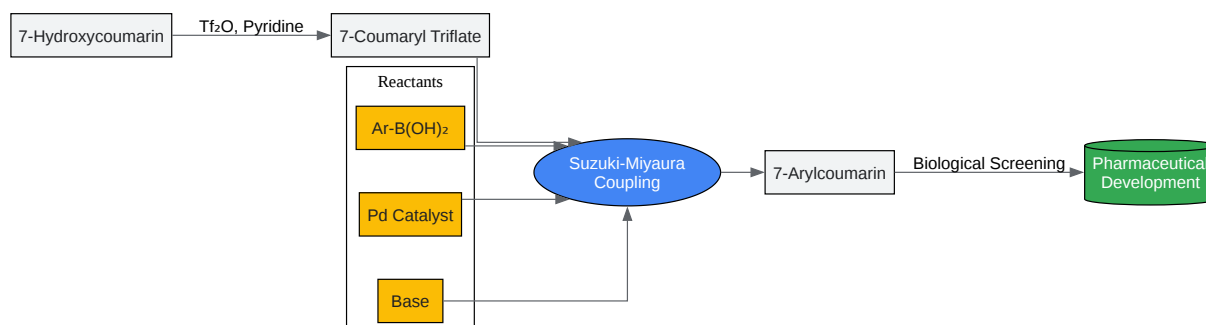 7-Hydroxycoumarin
Tf₂O, Pyridine
7-Coumaryl Triflate
Reactants
Ar-B(OH)₂
Pd Catalyst
Base
Suzuki-Miyaura
Coupling
7-Arylcoumarin
Biological Screening
Pharmaceutical
Development